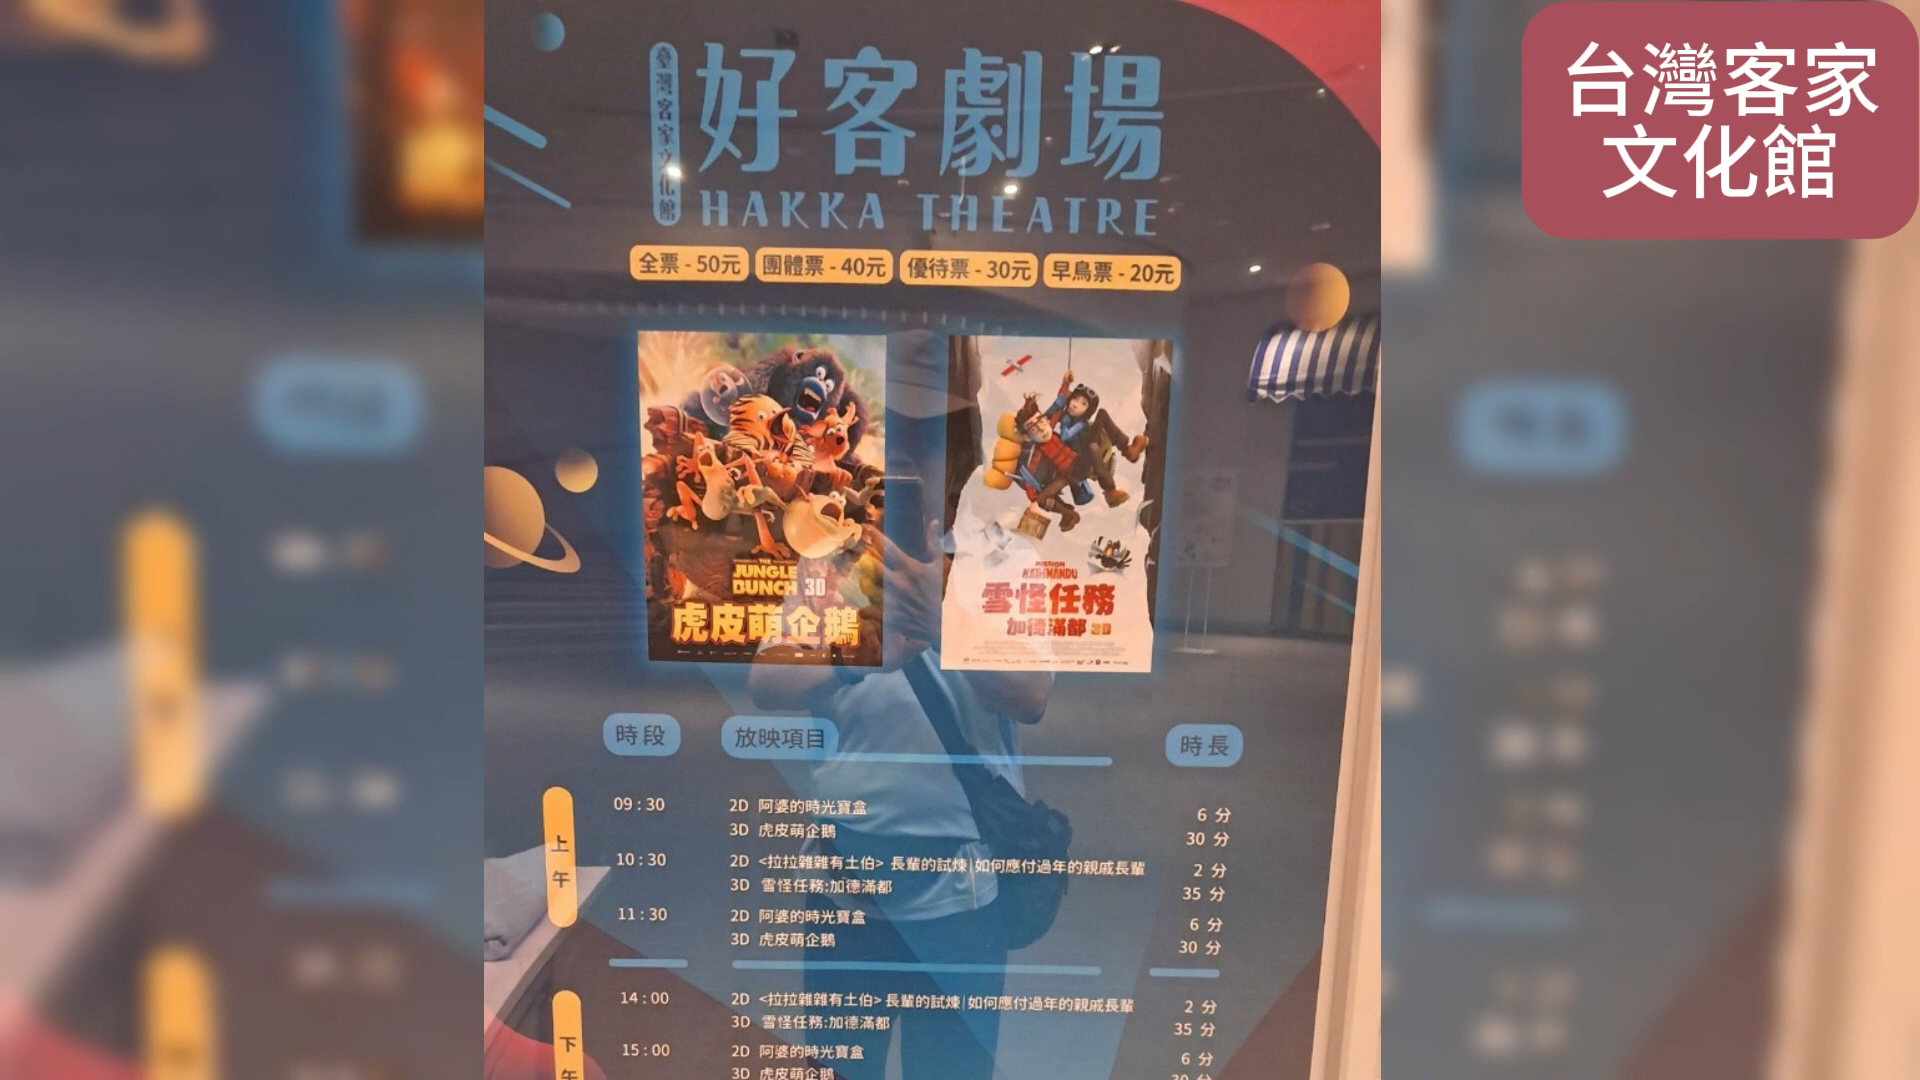 台灣客家
文化館
臺灣客家文化館
好客劇場
HAKKA THEATRE
全票 - 50元
團體票 - 40元
優待票 - 30元
早鳥票 - 20元
THE
JUNGLE
BUNCH 3D
虎皮萌企鵝
MISSION
KATHMANDU
雪怪任務
加德滿都 3D
時段
放映項目
時長
上午
09:30
2D 阿婆的時光寶盒
6 分
3D 虎皮萌企鵝
30 分
10:30
2D <拉拉雜雜有土伯> 長輩的試煉|如何應付過年的親戚長輩
2 分
3D 雪怪任務:加德滿都
35 分
11:30
2D 阿婆的時光寶盒
6 分
3D 虎皮萌企鵝
30 分
下午
14:00
2D <拉拉雜雜有土伯> 長輩的試煉|如何應付過年的親戚長輩
2 分
3D 雪怪任務:加德滿都
35 分
15:00
2D 阿婆的時光寶盒
6 分
3D 虎皮萌企鵝
30 分